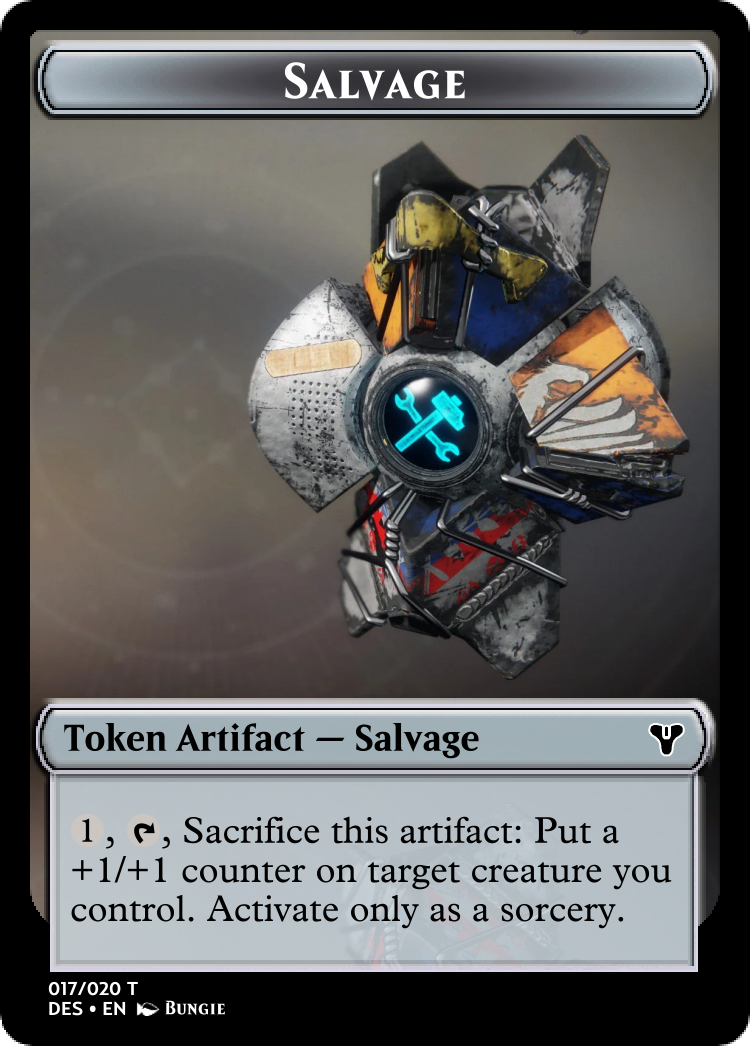 Salvage
Token Artifact — Salvage
1, , Sacrifice this artifact: Put a
+1/+1 counter on target creature you
control. Activate only as a sorcery.
017/020 T
DES • EN Bungie